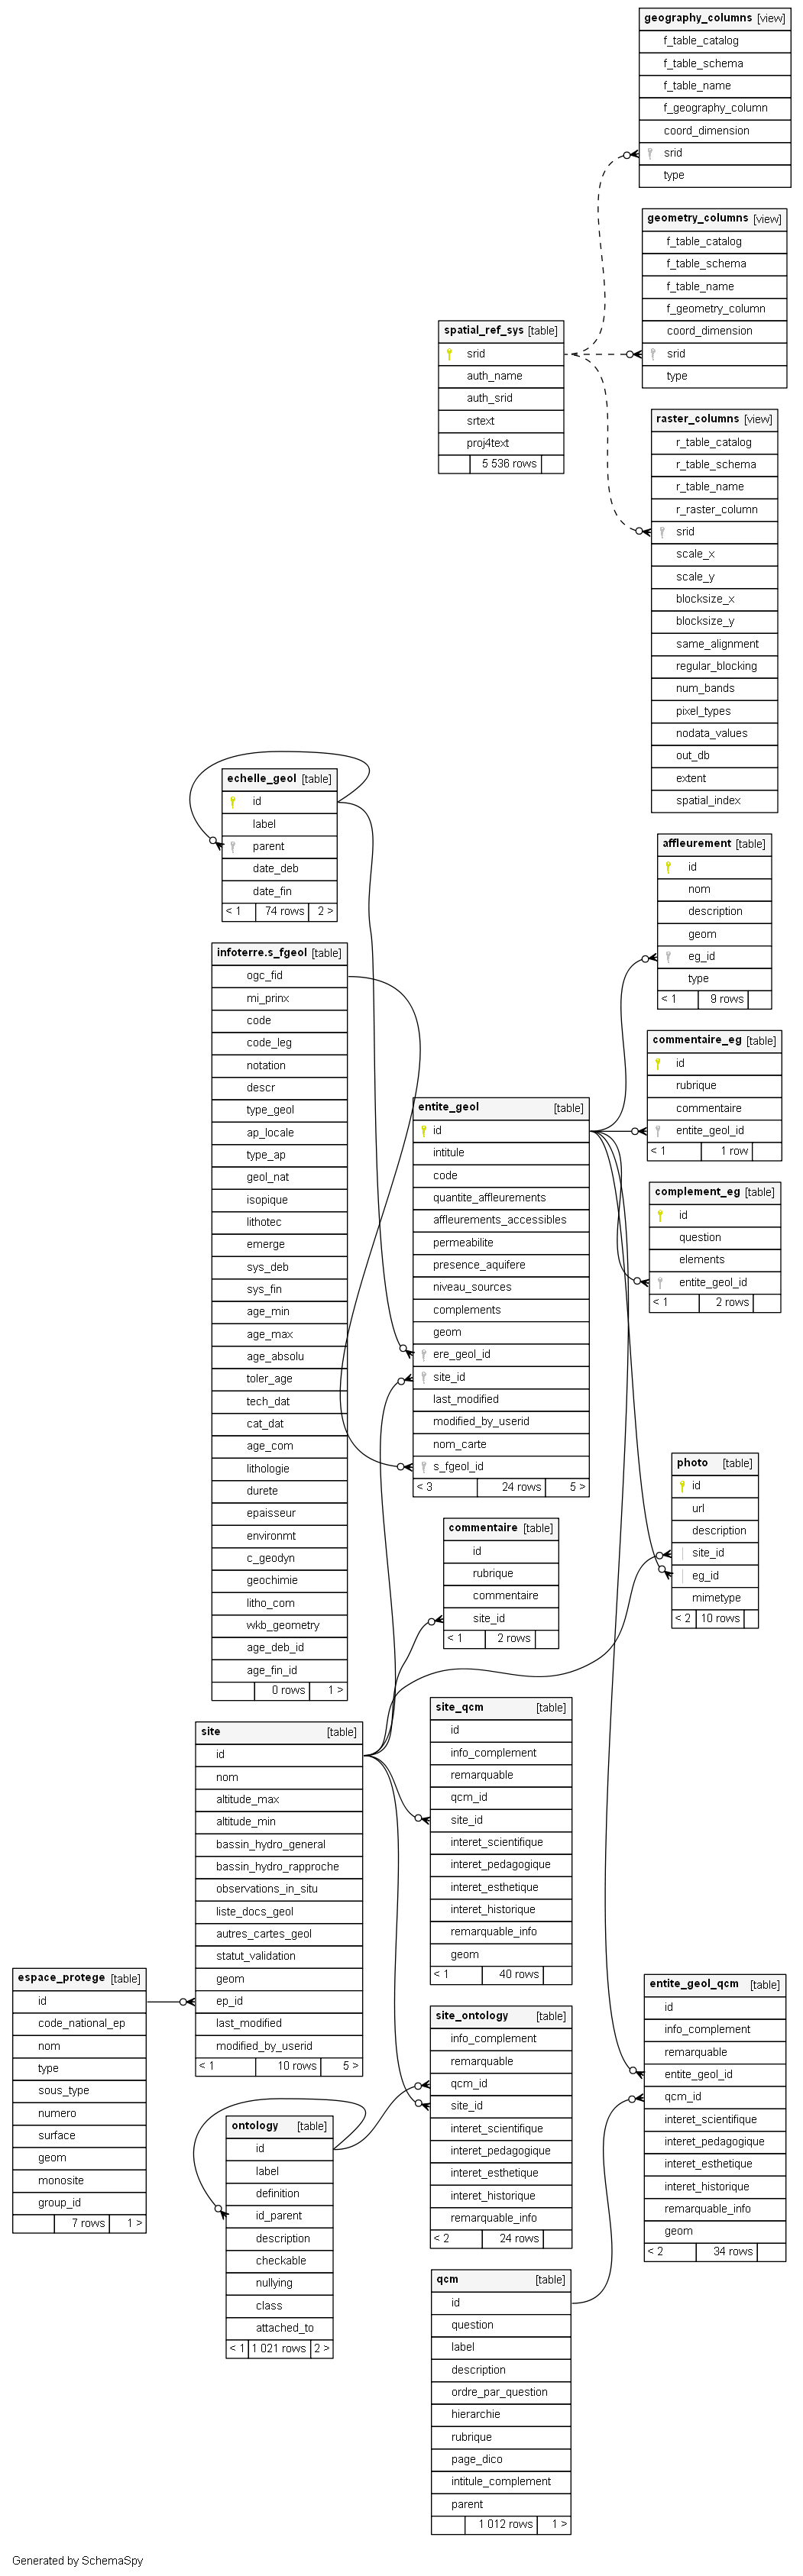 geography_columns [view]
f_table_catalog
f_table_schema
f_table_name
f_geography_column
coord_dimension
srid
type
geometry_columns [view]
f_table_catalog
f_table_schema
f_table_name
f_geometry_column
coord_dimension
srid
type
spatial_ref_sys [table]
srid
auth_name
auth_srid
srtext
proj4text
5 536 rows
raster_columns [view]
r_table_catalog
r_table_schema
r_table_name
r_raster_column
srid
scale_x
scale_y
blocksize_x
blocksize_y
same_alignment
regular_blocking
num_bands
pixel_types
nodata_values
out_db
extent
spatial_index
echelle_geol [table]
id
label
parent
date_deb
date_fin
< 1 74 rows 2 >
affleurement [table]
id
nom
description
geom
eg_id
type
< 1 9 rows
infoterre.s_fgeol [table]
ogc_fid
mi_prinx
code
code_leg
notation
descr
type_geol
ap_locale
type_ap
geol_nat
isopique
lithotec
emerge
sys_deb
sys_fin
age_min
age_max
age_absolu
toler_age
tech_dat
cat_dat
age_com
lithologie
durete
epaisseur
environmt
c_geodyn
geochimie
litho_com
wkb_geometry
age_deb_id
age_fin_id
0 rows 1 >
commentaire_eg [table]
id
rubrique
commentaire
entite_geol_id
< 1 1 row
entite_geol [table]
id
intitule
code
quantite_affleurements
affleurements_accessibles
permeabilite
presence_aquifere
niveau_sources
complements
geom
ere_geol_id
site_id
last_modified
modified_by_userid
nom_carte
s_fgeol_id
< 3 24 rows 5 >
complement_eg [table]
id
question
elements
entite_geol_id
< 1 2 rows
photo [table]
id
url
description
site_id
eg_id
mimetype
< 2 10 rows
commentaire [table]
id
rubrique
commentaire
site_id
< 1 2 rows
site_qcm [table]
id
info_complement
remarquable
qcm_id
site_id
interet_scientifique
interet_pedagogique
interet_esthetique
interet_historique
remarquable_info
geom
< 1 40 rows
site [table]
id
nom
altitude_max
altitude_min
bassin_hydro_general
bassin_hydro_rapproche
observations_in_situ
liste_docs_geol
autres_cartes_geol
statut_validation
geom
ep_id
last_modified
modified_by_userid
< 1 10 rows 5 >
espace_protege [table]
id
code_national_ep
nom
type
sous_type
numero
surface
geom
monosite
group_id
7 rows 1 >
entite_geol_qcm [table]
id
info_complement
remarquable
entite_geol_id
qcm_id
interet_scientifique
interet_pedagogique
interet_esthetique
interet_historique
remarquable_info
geom
< 2 34 rows
site_ontology [table]
info_complement
remarquable
qcm_id
site_id
interet_scientifique
interet_pedagogique
interet_esthetique
interet_historique
remarquable_info
< 2 24 rows
ontology [table]
id
label
definition
id_parent
description
checkable
nullying
class
attached_to
< 1 1 021 rows 2 >
qcm [table]
id
question
label
description
ordre_par_question
hierarchie
rubrique
page_dico
intitule_complement
parent
1 012 rows 1 >
Generated by SchemaSpy